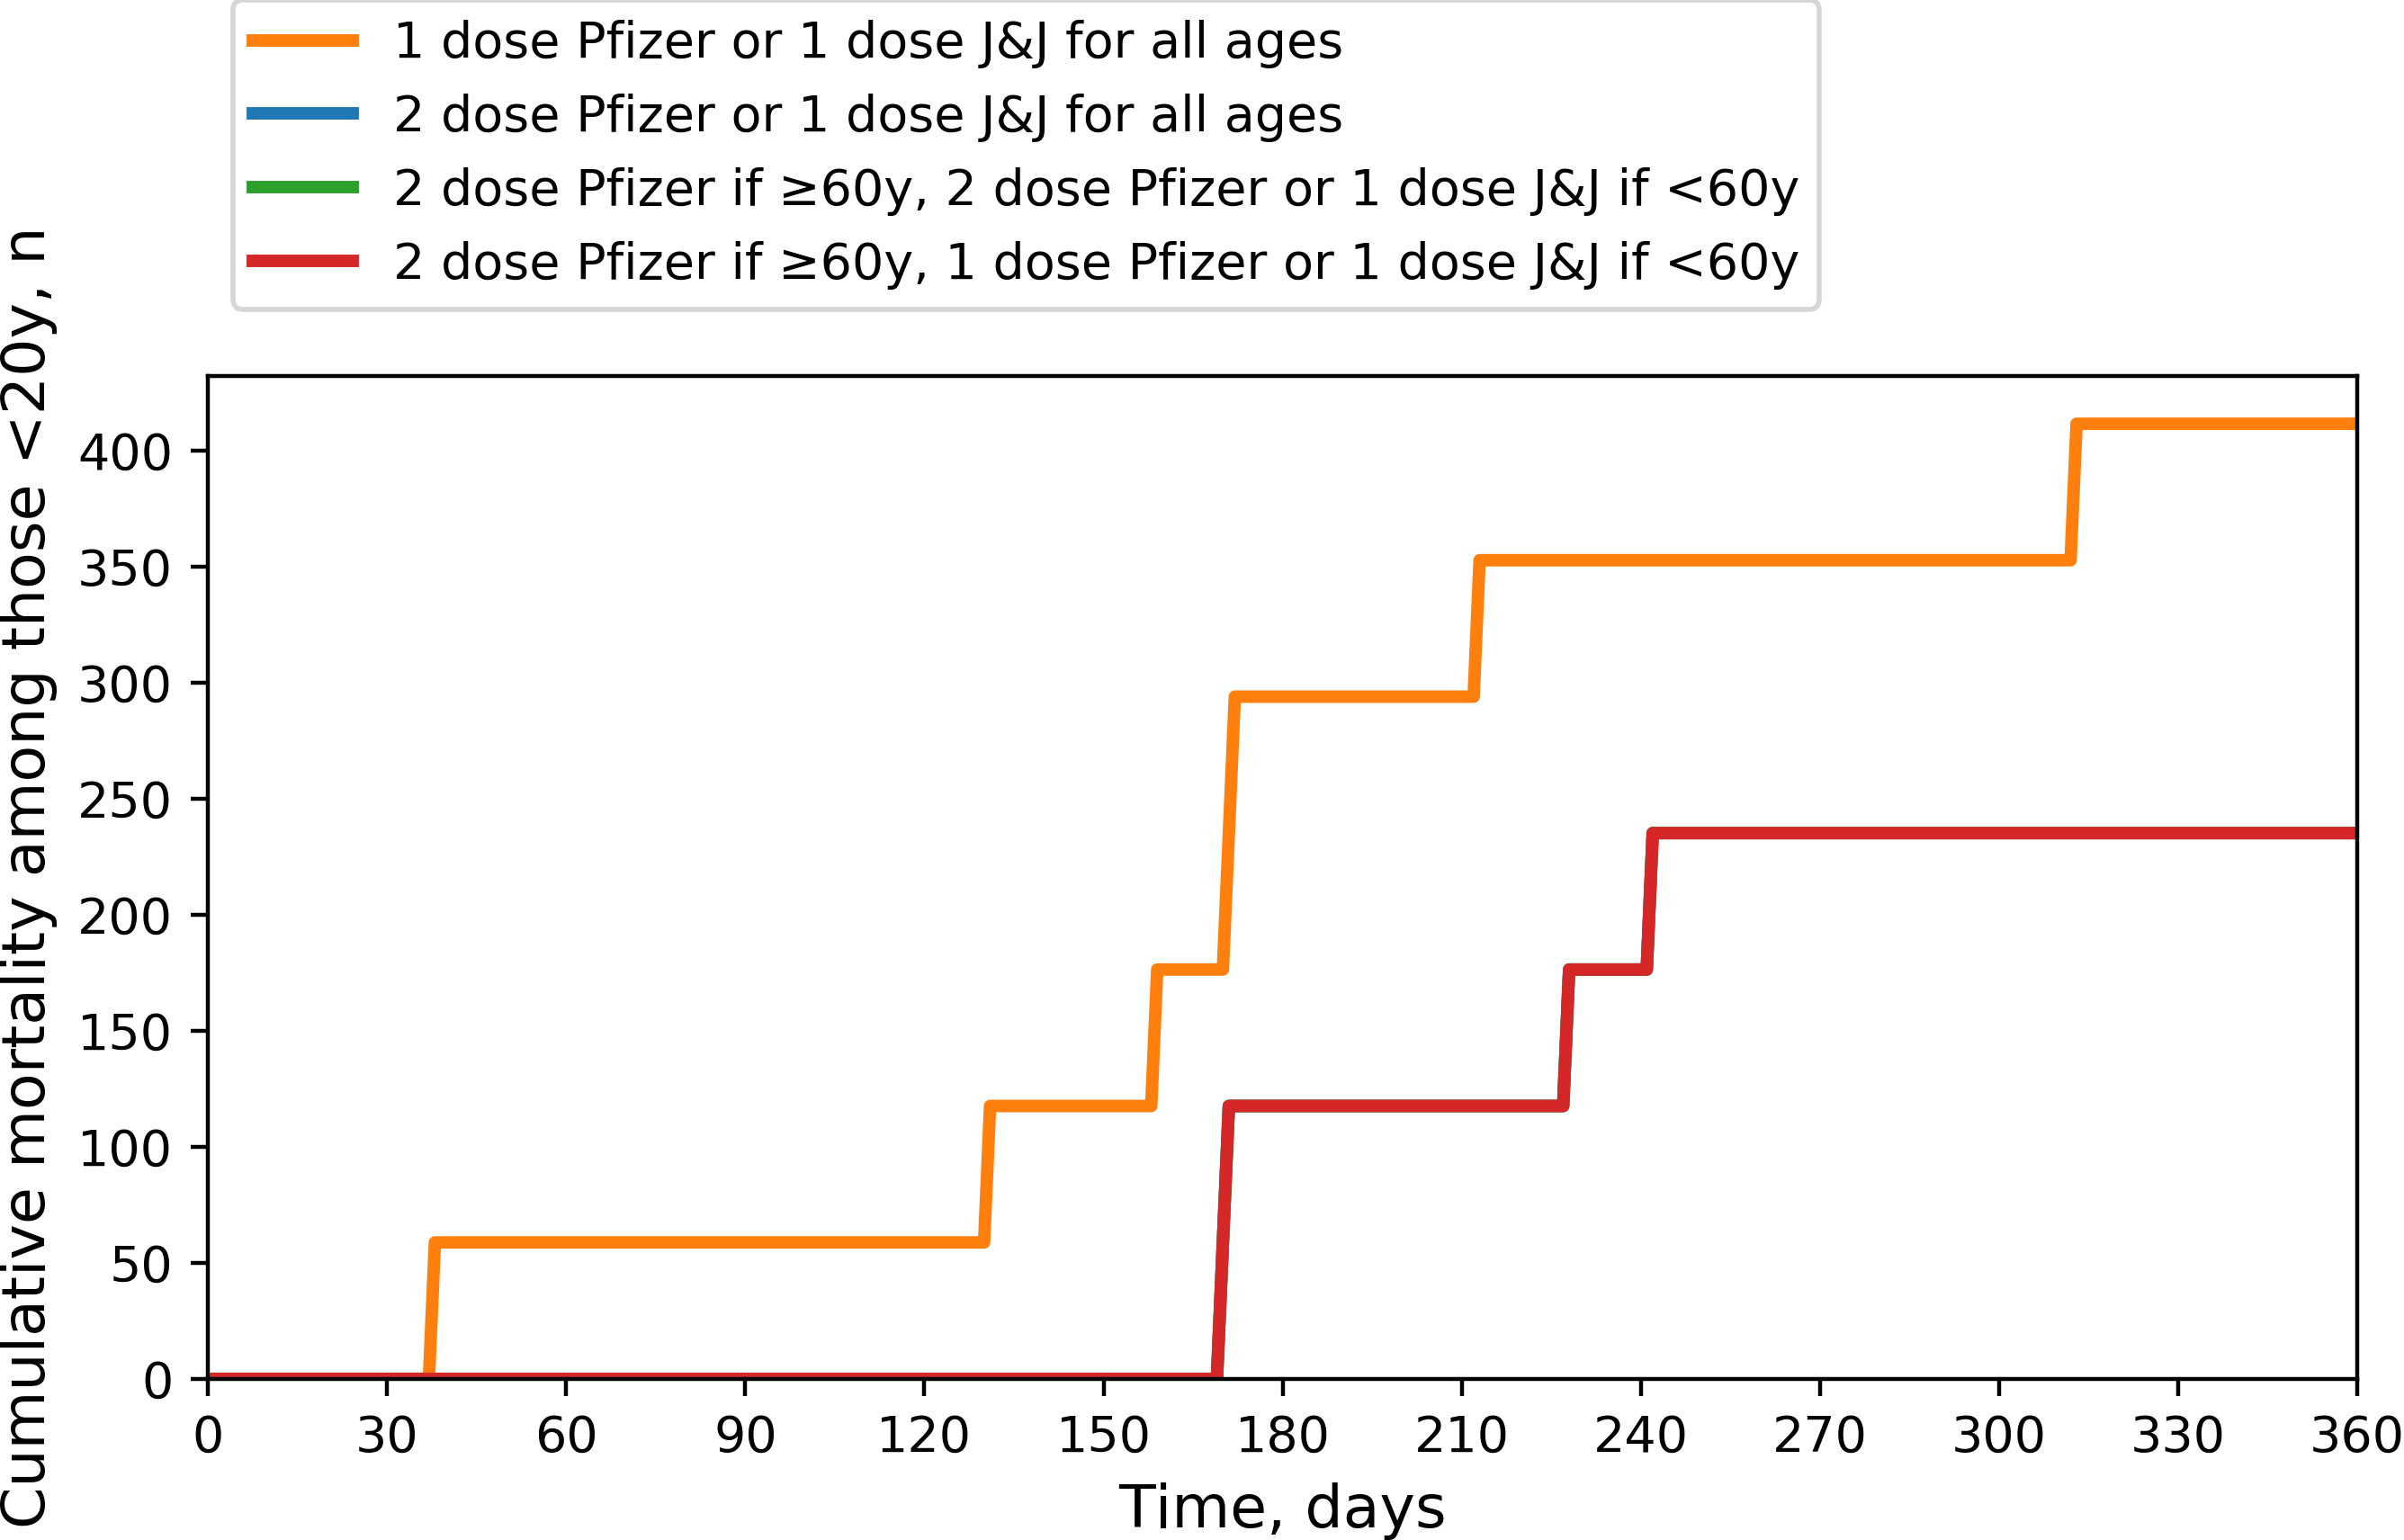 1 dose Pfizer or 1 dose J&J for all ages
2 dose Pfizer or 1 dose J&J for all ages
2 dose Pfizer if ≥60y, 2 dose Pfizer or 1 dose J&J if <60y
2 dose Pfizer if ≥60y, 1 dose Pfizer or 1 dose J&J if <60y
Cumulative mortality among those <20y, n
400
350
300
250
200
150
100
50
0
0 30 60 90 120 150 180 210 240 270 300 330 360
Time, days